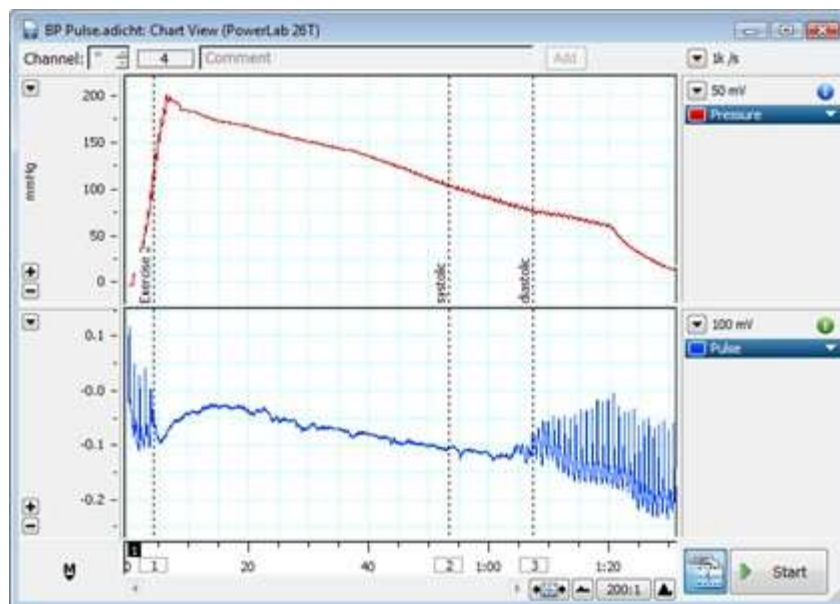 BP Pulse.adicht: Chart View (PowerLab 26T)
Channel: * 4 Comment Add 1k /s
200
150
100
50
0
mmHg
Exercise 2
systolic
diastolic
50 mV
Pressure
0.1
-0.0
-0.1
-0.2
100 mV
Pulse
0 20 40 1:00 1:20
1 2 3
M
200:1
Start